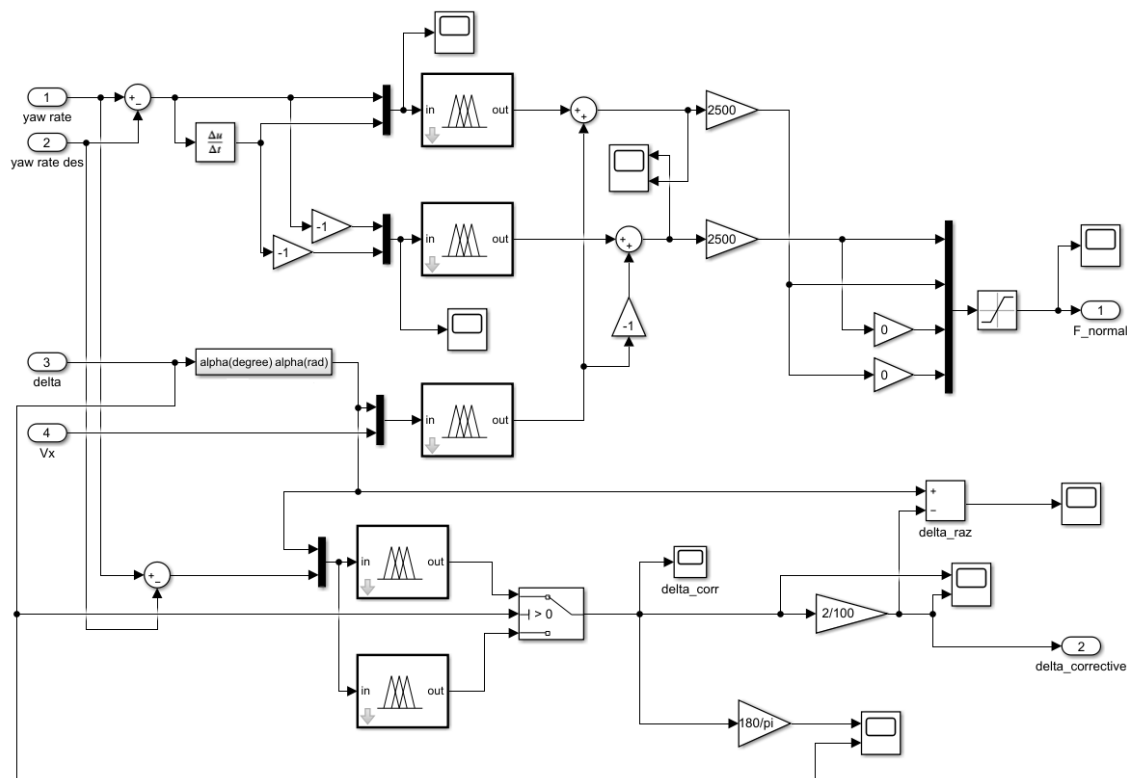 1
yaw rate
2
yaw rate des
+
−
Δu
Δt
in
out
+
+
2500
-1
-1
in
out
+
+
2500
-1
0
0
1
F_normal
3
delta
alpha(degree) alpha(rad)
4
Vx
in
out
+
−
delta_raz
+
−
in
out
> 0
delta_corr
2/100
2
delta_corrective
in
out
180/pi